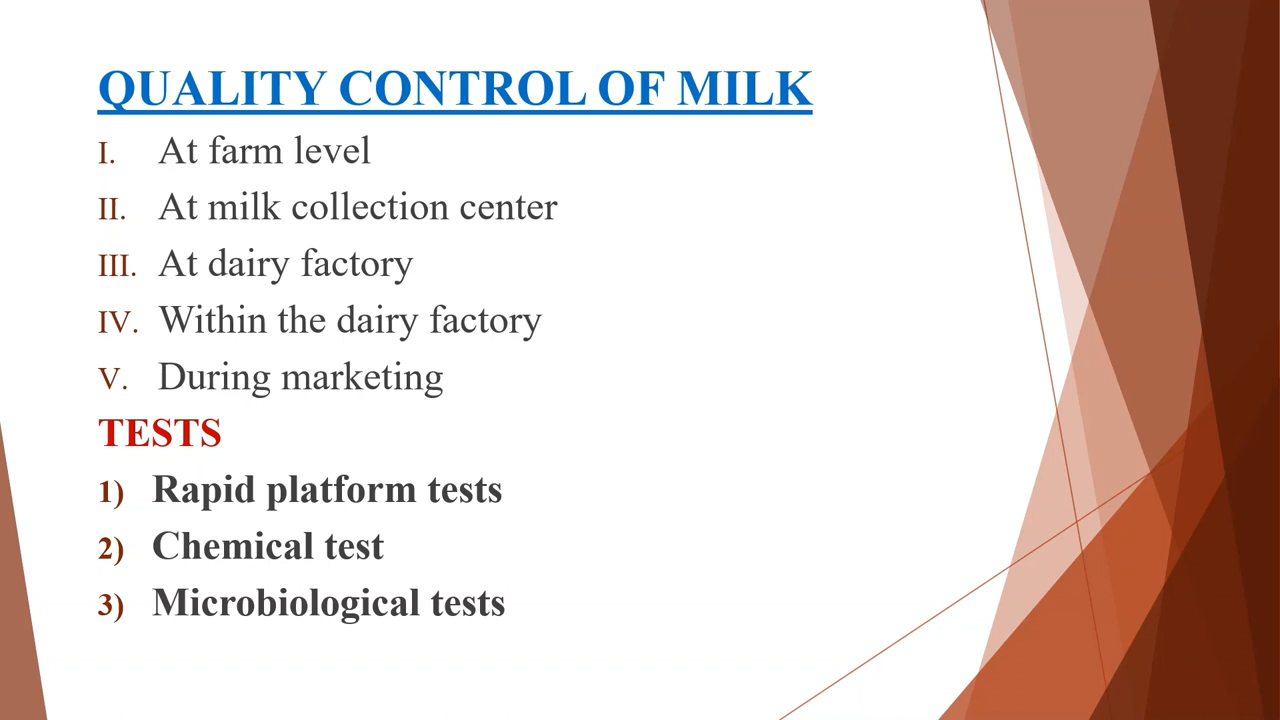 QUALITY CONTROL OF MILK
I. At farm level
II. At milk collection center
III. At dairy factory
IV. Within the dairy factory
V. During marketing
TESTS
1) Rapid platform tests
2) Chemical test
3) Microbiological tests